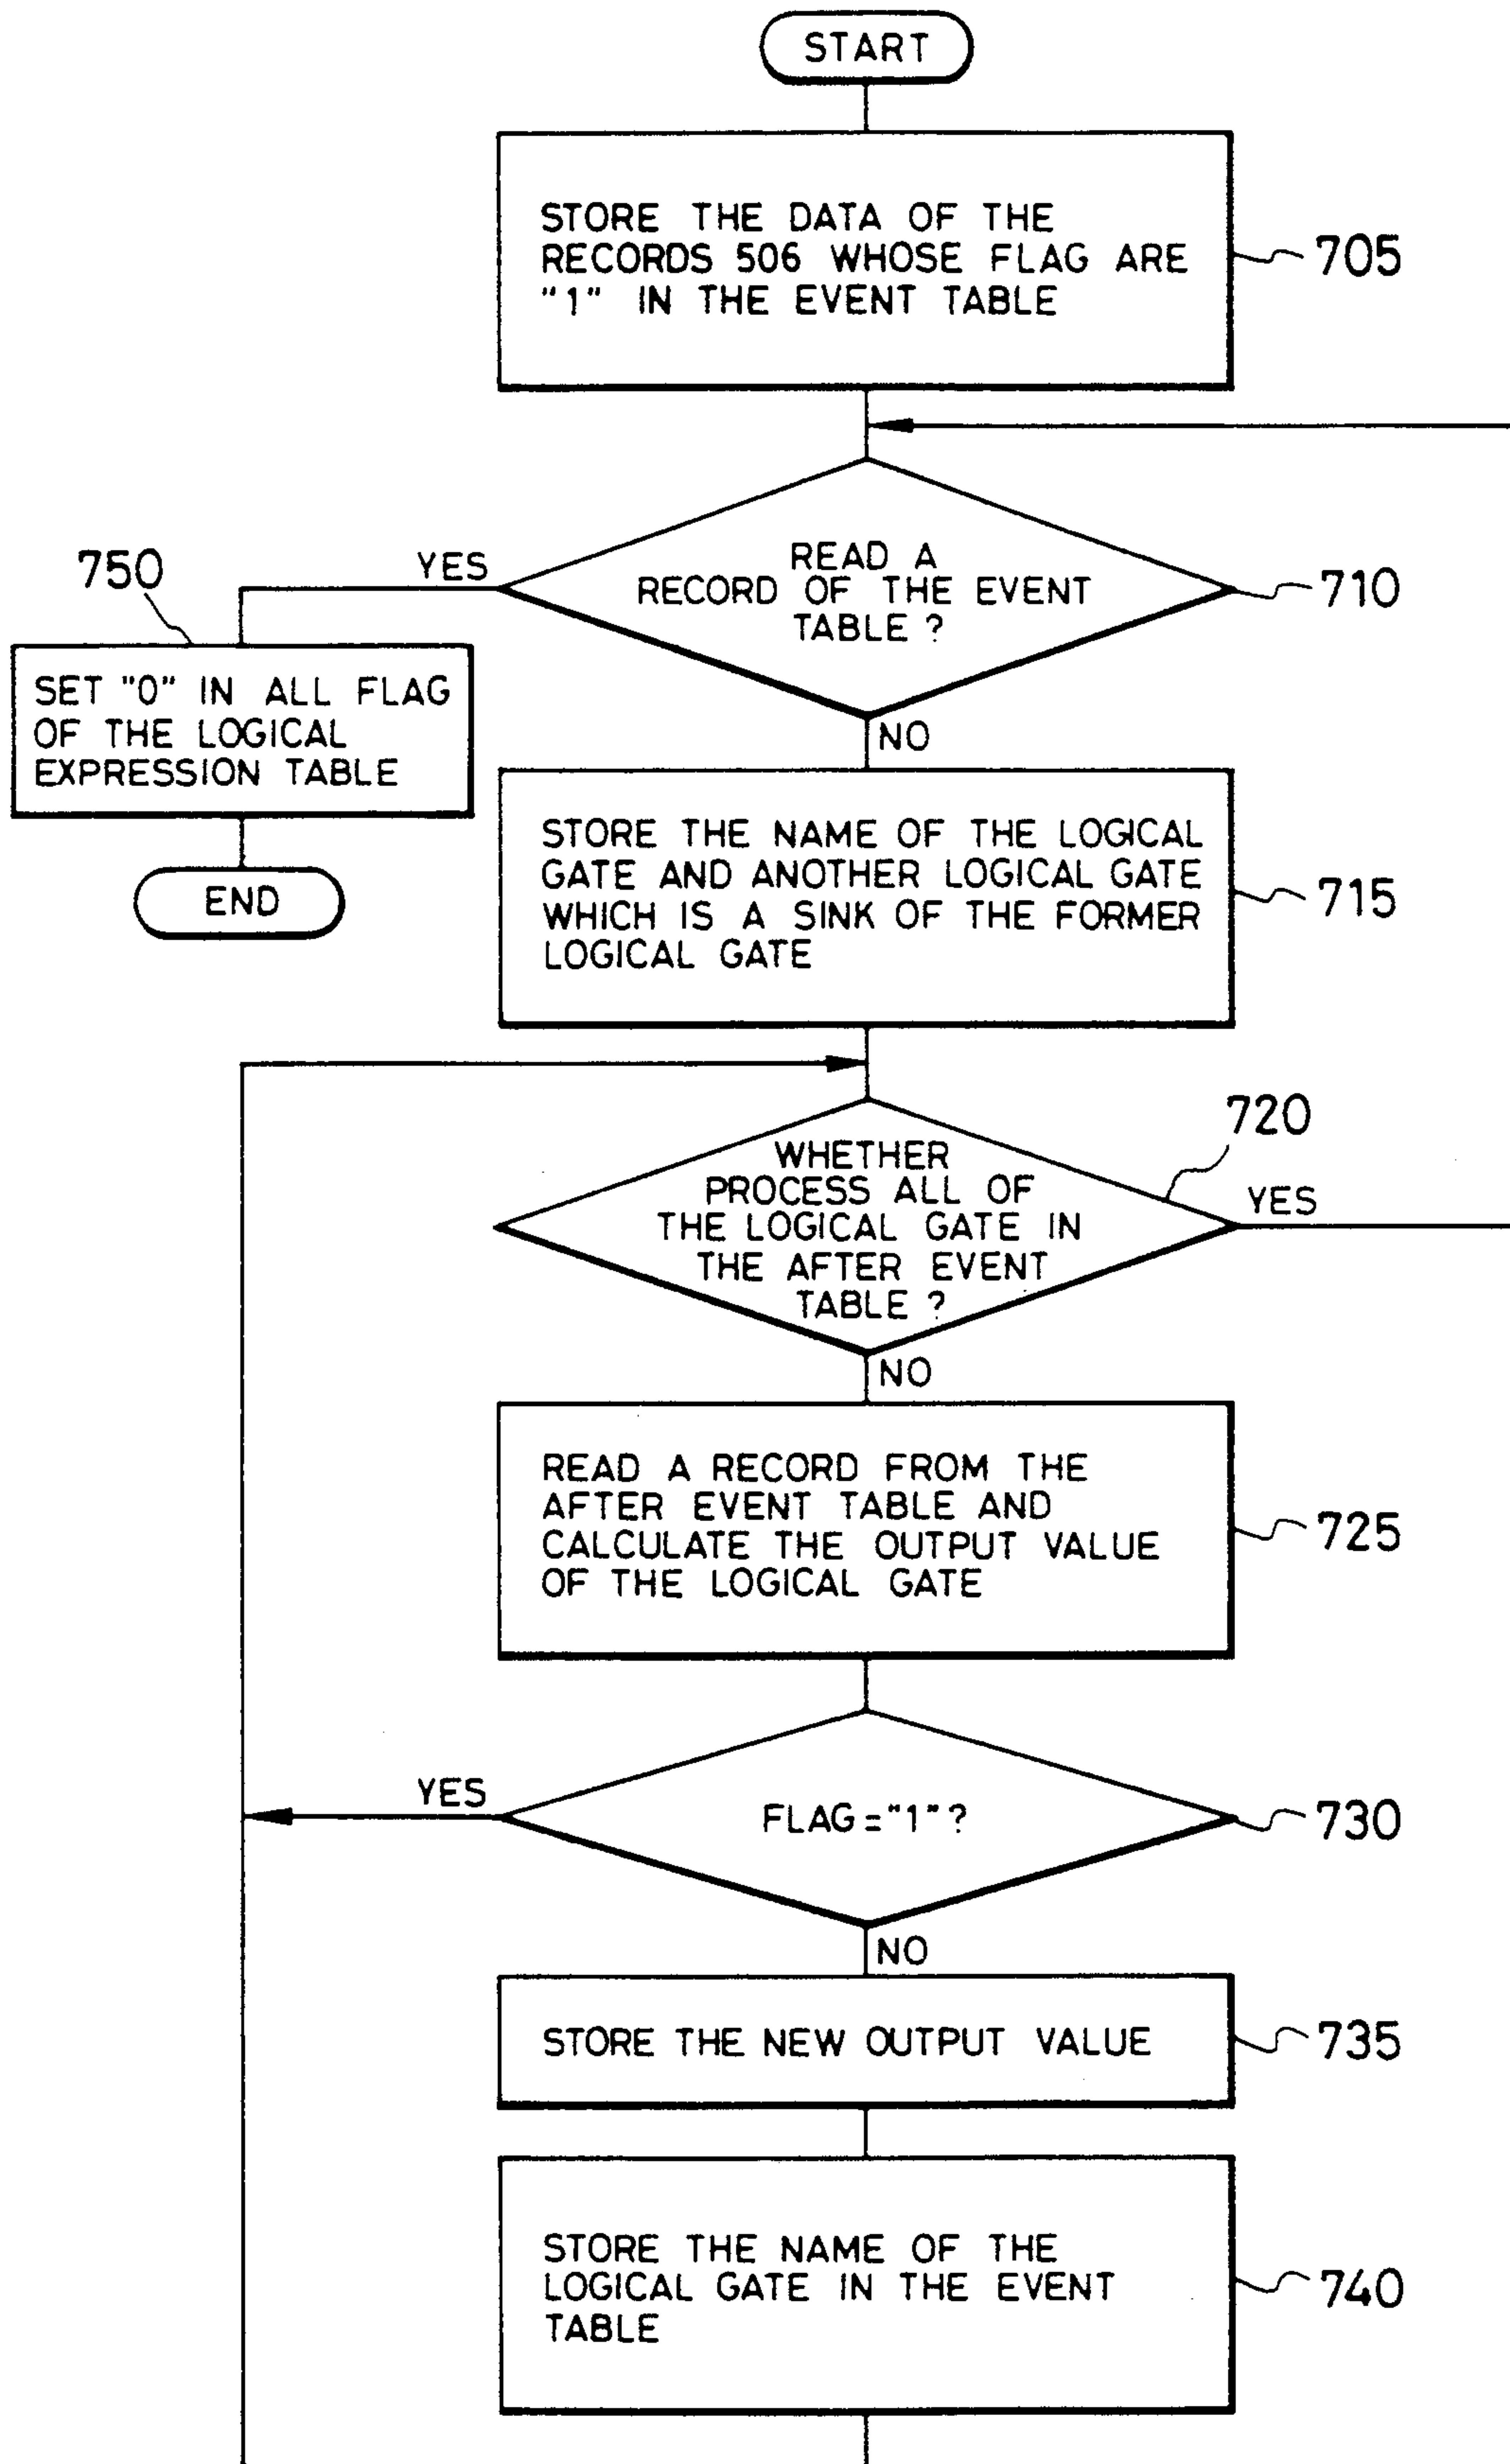 START
STORE THE DATA OF THE
RECORDS 506 WHOSE FLAG ARE
"1" IN THE EVENT TABLE
705
READ A
RECORD OF THE EVENT
TABLE ?
710
YES
NO
750
SET "0" IN ALL FLAG
OF THE LOGICAL
EXPRESSION TABLE
END
STORE THE NAME OF THE LOGICAL
GATE AND ANOTHER LOGICAL GATE
WHICH IS A SINK OF THE FORMER
LOGICAL GATE
715
WHETHER
PROCESS ALL OF
THE LOGICAL GATE IN
THE AFTER EVENT
TABLE ?
720
YES
NO
READ A RECORD FROM THE
AFTER EVENT TABLE AND
CALCULATE THE OUTPUT VALUE
OF THE LOGICAL GATE
725
FLAG = "1" ?
730
YES
NO
STORE THE NEW OUTPUT VALUE
735
STORE THE NAME OF THE
LOGICAL GATE IN THE EVENT
TABLE
740